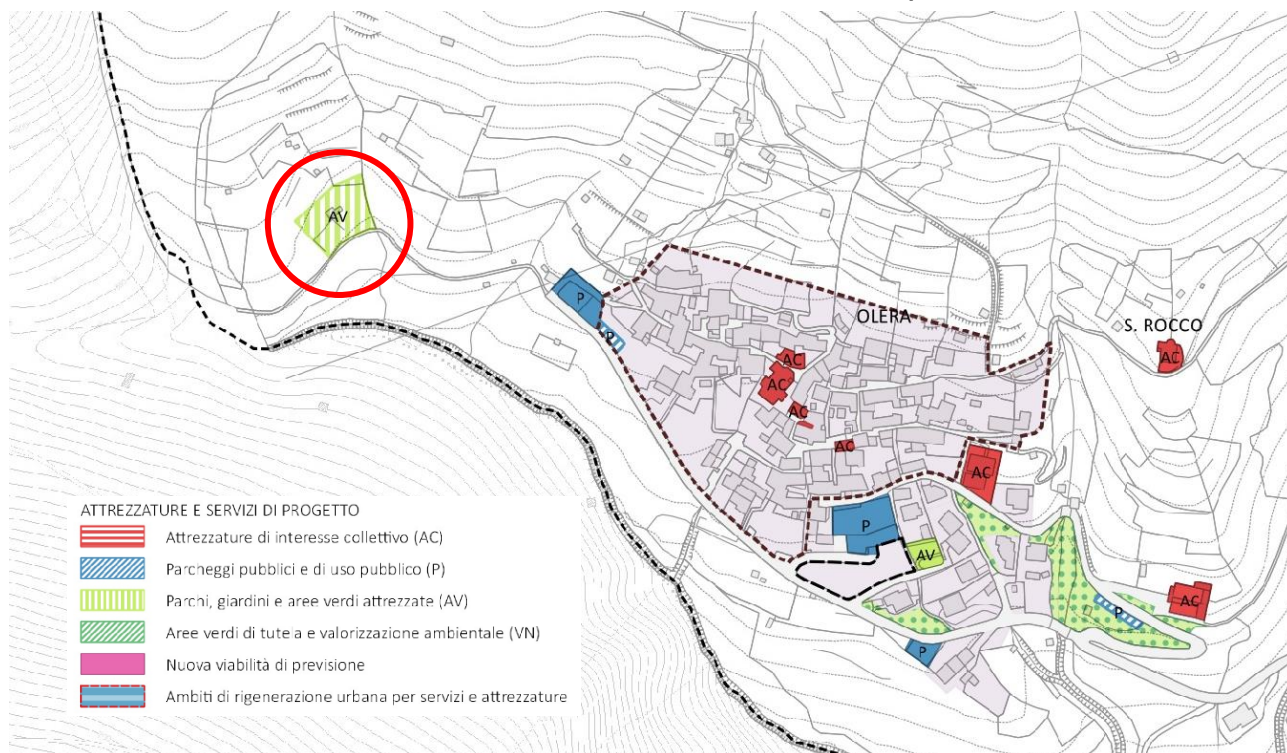 AV
P
P
OLERA
S. ROCCO
AC
AC
AC
AC
AC
AC
P
AV
AC
P
P
ATTREZZATURE E SERVIZI DI PROGETTO
Attrezzature di interesse collettivo (AC)
Parcheggi pubblici e di uso pubblico (P)
Parchi, giardini e aree verdi attrezzate (AV)
Aree verdi di tute a e valorizzazione ambientale (VN)
Nuova viabilità di previsione
Ambiti di rigenerazione urbana per servizi e attrezzature